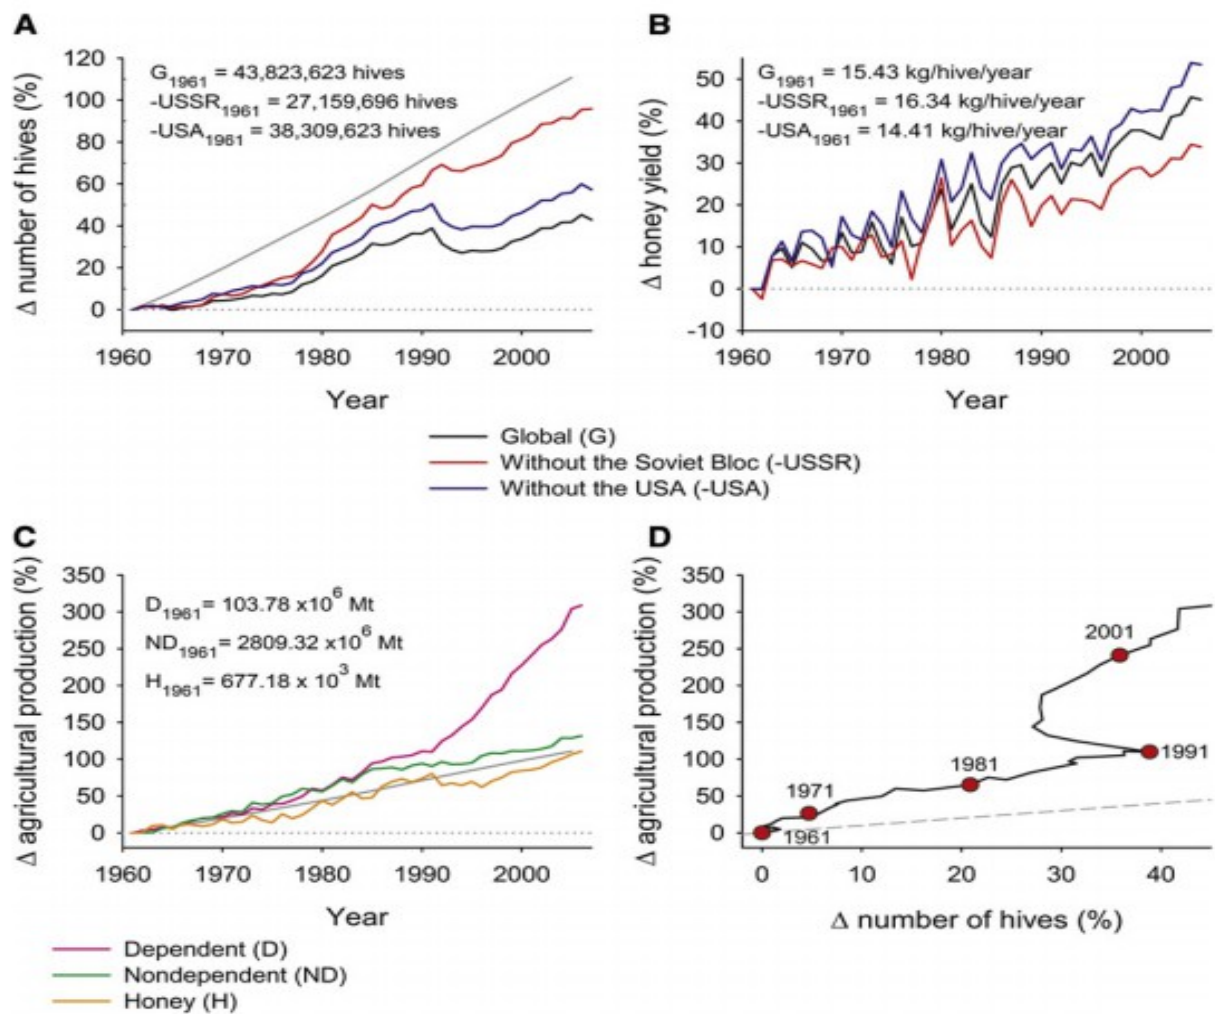 A
Δ number of hives (%)
120
100
80
60
40
20
0
G1961 = 43,823,623 hives
-USSR1961 = 27,159,696 hives
-USA1961 = 38,309,623 hives
1960 1970 1980 1990 2000
Year
B
Δ honey yield (%)
50
40
30
20
10
0
-10
G1961 = 15.43 kg/hive/year
-USSR1961 = 16.34 kg/hive/year
-USA1961 = 14.41 kg/hive/year
1960 1970 1980 1990 2000
Year
Global (G)
Without the Soviet Bloc (-USSR)
Without the USA (-USA)
C
Δ agricultural production (%)
350
300
250
200
150
100
50
0
D1961= 103.78 x10^6 Mt
ND1961= 2809.32 x10^6 Mt
H1961= 677.18 x 10^3 Mt
1960 1970 1980 1990 2000
Year
Dependent (D)
Nondependent (ND)
Honey (H)
D
Δ agricultural production (%)
350
300
250
200
150
100
50
0
2001
1991
1981
1971
1961
0 10 20 30 40
Δ number of hives (%)